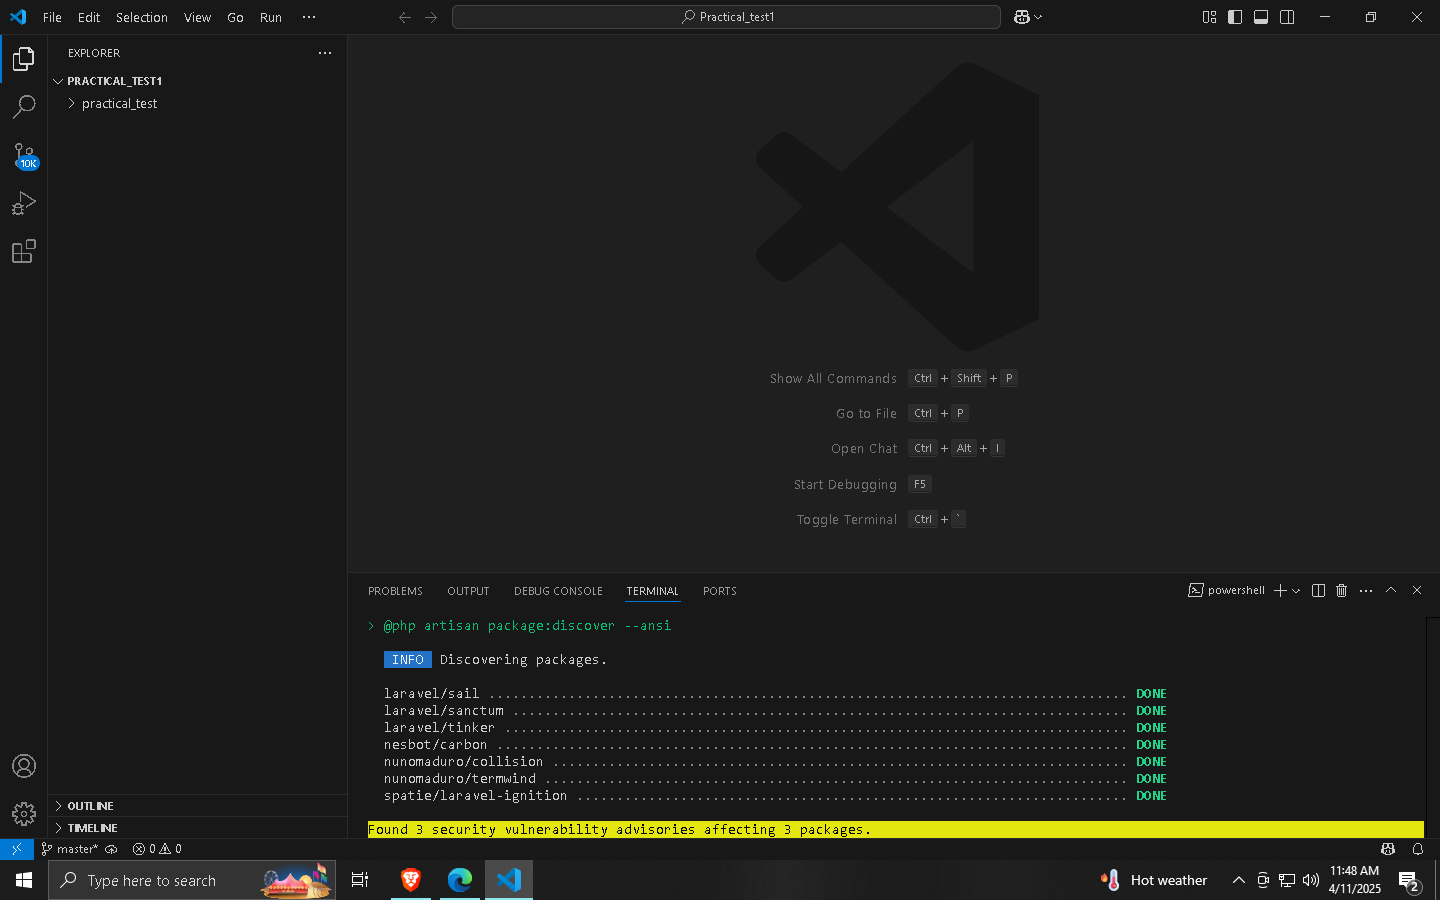 File Edit Selection View Go Run ···
Practical_test1
EXPLORER ···
PRACTICAL_TEST1
practical_test
10K
Show All Commands Ctrl + Shift + P
Go to File Ctrl + P
Open Chat Ctrl + Alt + I
Start Debugging F5
Toggle Terminal Ctrl + `
PROBLEMS OUTPUT DEBUG CONSOLE TERMINAL PORTS powershell
> @php artisan package:discover --ansi
INFO Discovering packages.
laravel/sail ................................................................................ DONE
laravel/sanctum ............................................................................. DONE
laravel/tinker .............................................................................. DONE
nesbot/carbon ............................................................................... DONE
nunomaduro/collision ........................................................................ DONE
nunomaduro/termwind ......................................................................... DONE
spatie/laravel-ignition ..................................................................... DONE
Found 3 security vulnerability advisories affecting 3 packages.
OUTLINE
TIMELINE
master* 0 0
Type here to search
Hot weather
11:48 AM
4/11/2025
2